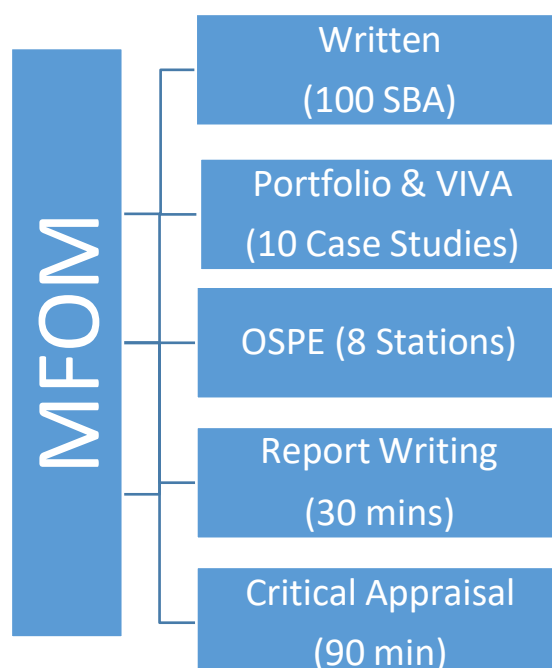 MFOM
Written
(100 SBA)
Portfolio & VIVA
(10 Case Studies)
OSPE (8 Stations)
Report Writing
(30 mins)
Critical Appraisal
(90 min)